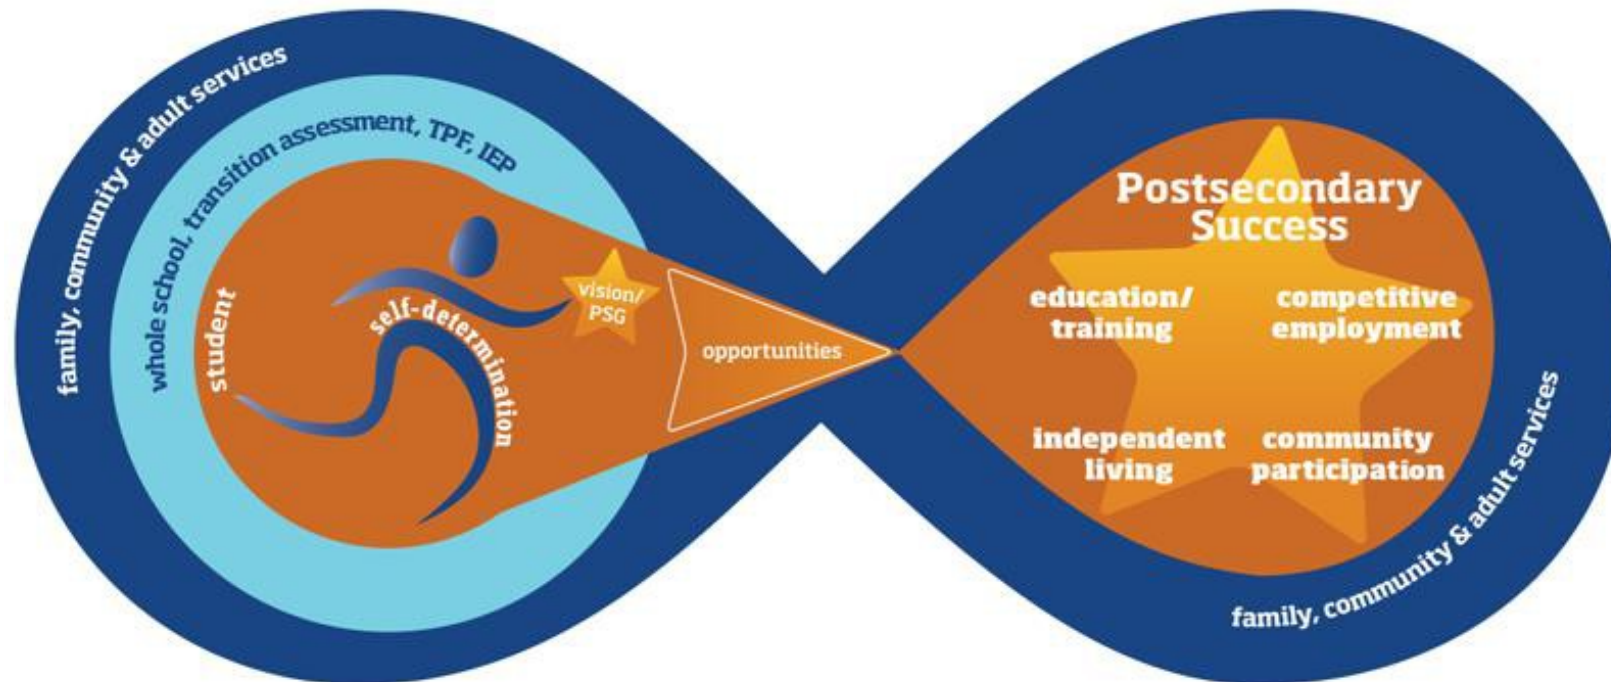 family, community & adult services
whole school, transition assessment, TPF, IEP
student
self-determination
vision/
PSG
opportunities
Postsecondary
Success
education/
training
competitive
employment
independent
living
community
participation
family, community & adult services